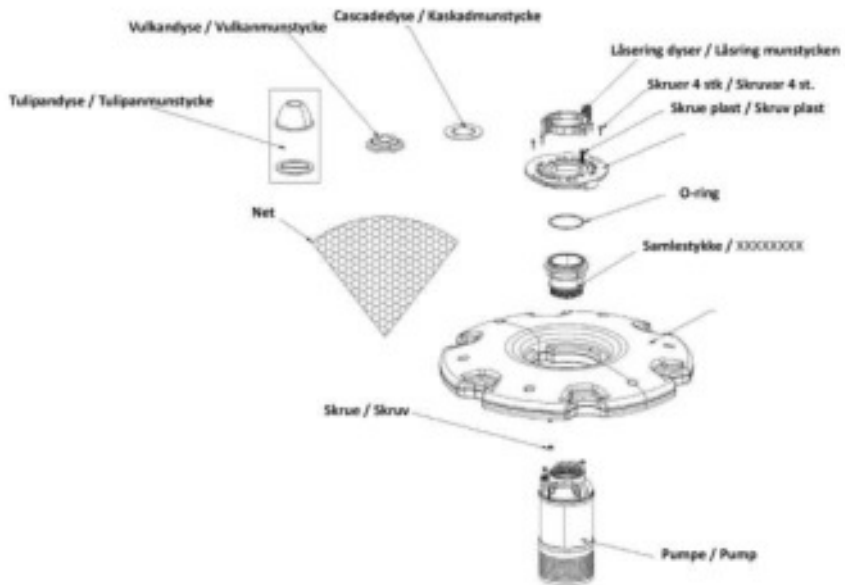 Cascadedyse / Kaskadmunstycke
Vulkandyse / Vulkanmunstycke
Låsering dyser / Låsring munstycken
Skruer 4 stk / Skruvar 4 st.
Tulipandyse / Tulipanmunstycke
Skrue plast / Skruv plast
O-ring
Net
Samlestykke / XXXXXXXX
Skrue / Skruv
Pumpe / Pump